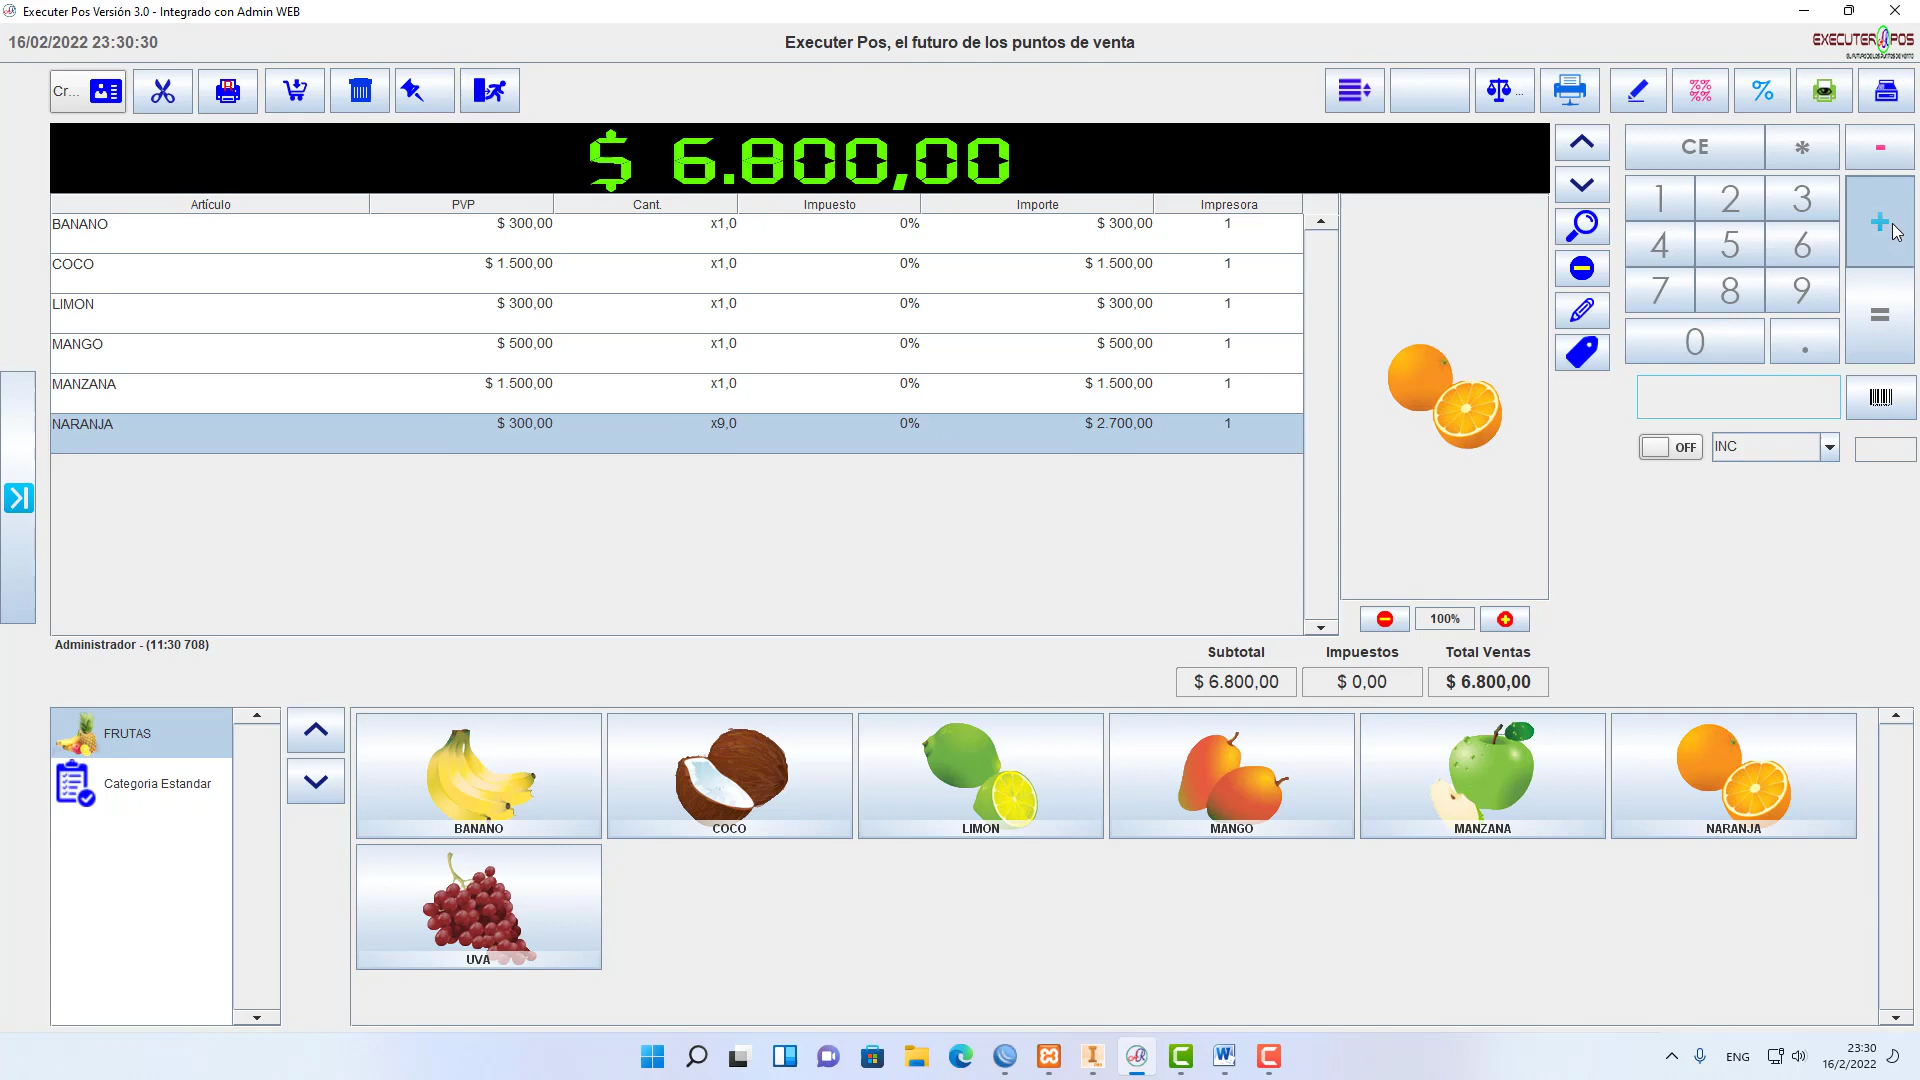 Executer Pos Versión 3.0 - Integrado con Admin WEB
16/02/2022 23:30:30
Executer Pos, el futuro de los puntos de venta
EXECUTER POS
Cr...
...
$ 6.800,00
CE * -
1 2 3 +
4 5 6
7 8 9 =
0 .
Artículo PVP Cant. Impuesto Importe Impresora
BANANO $ 300,00 x1,0 0% $ 300,00 1
COCO $ 1.500,00 x1,0 0% $ 1.500,00 1
LIMON $ 300,00 x1,0 0% $ 300,00 1
MANGO $ 500,00 x1,0 0% $ 500,00 1
MANZANA $ 1.500,00 x1,0 0% $ 1.500,00 1
NARANJA $ 300,00 x9,0 0% $ 2.700,00 1
OFF INC
100%
Administrador - (11:30 708)
Subtotal Impuestos Total Ventas
$ 6.800,00 $ 0,00 $ 6.800,00
FRUTAS
Categoria Estandar
BANANO COCO LIMON MANGO MANZANA NARANJA
UVA
ENG
23:30
16/2/2022